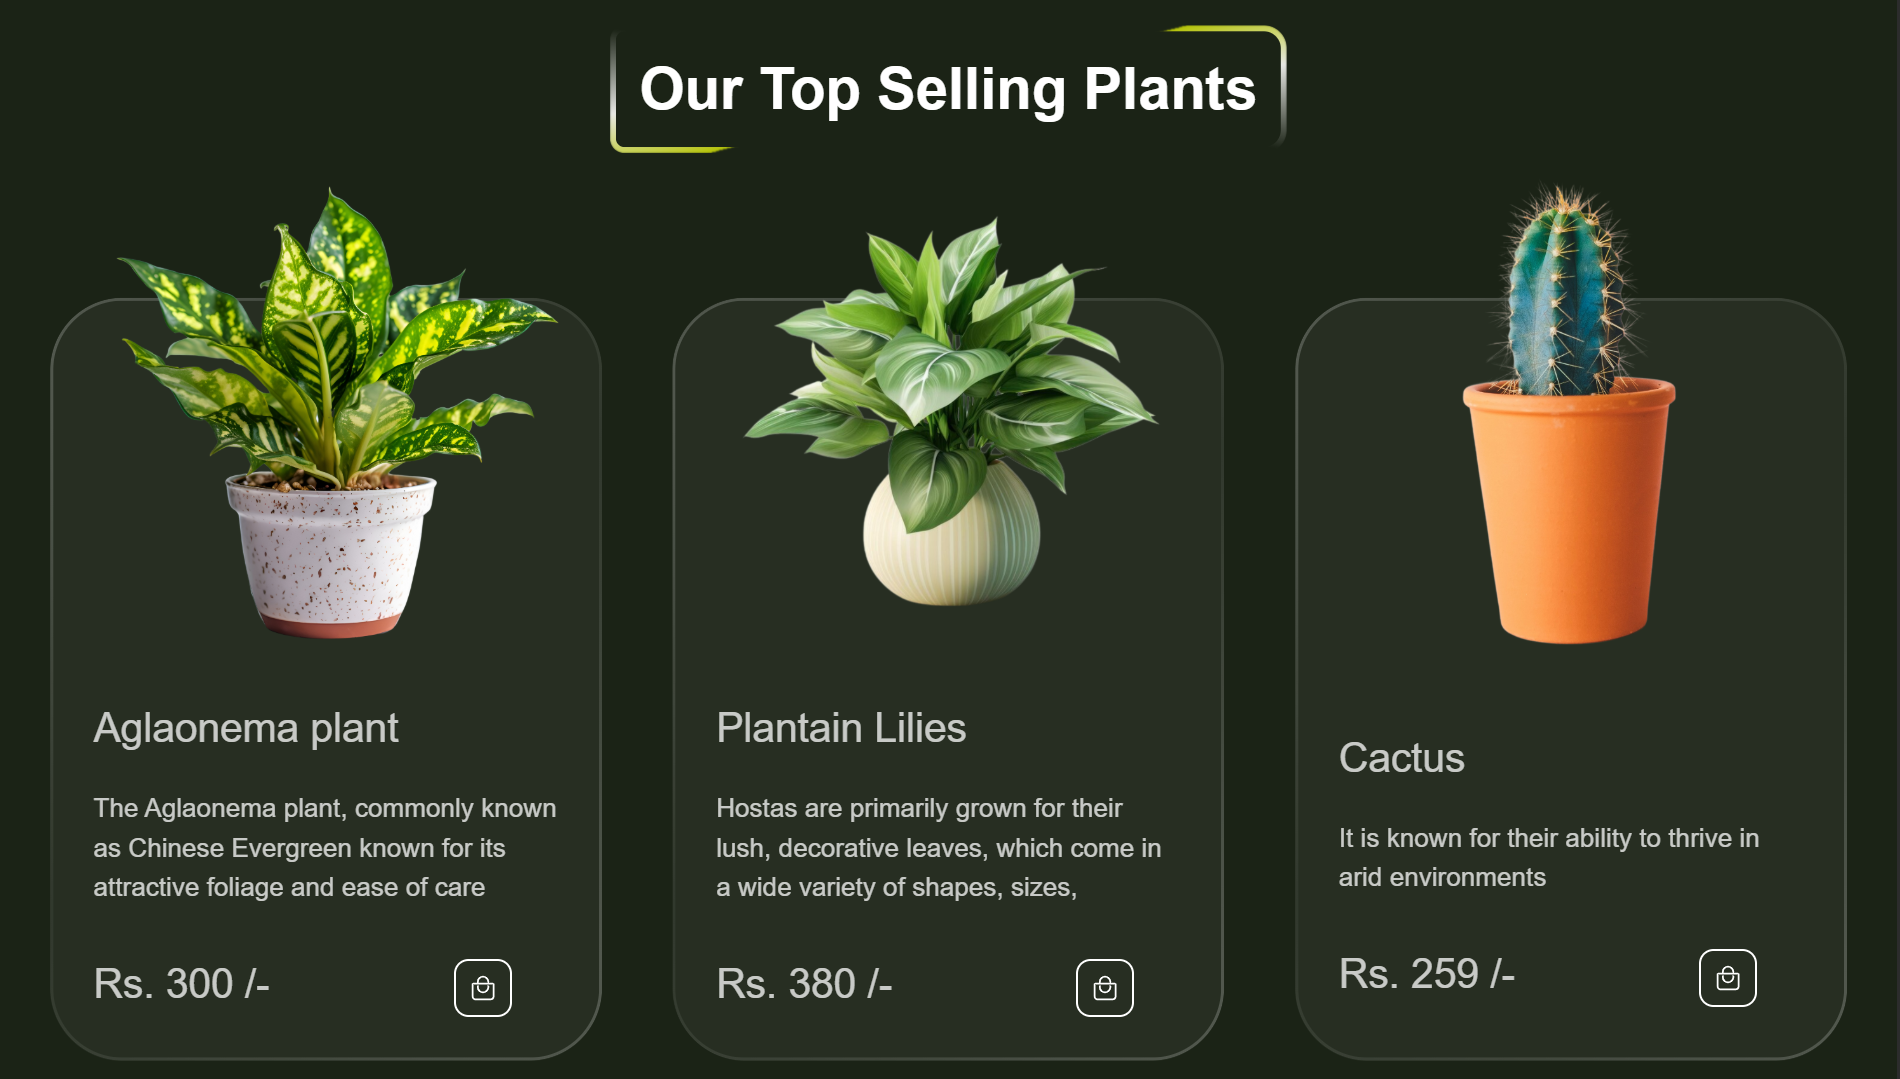 Our Top Selling Plants
Aglaonema plant
The Aglaonema plant, commonly known
as Chinese Evergreen known for its
attractive foliage and ease of care
Rs. 300 /-
Plantain Lilies
Hostas are primarily grown for their
lush, decorative leaves, which come in
a wide variety of shapes, sizes,
Rs. 380 /-
Cactus
It is known for their ability to thrive in
arid environments
Rs. 259 /-